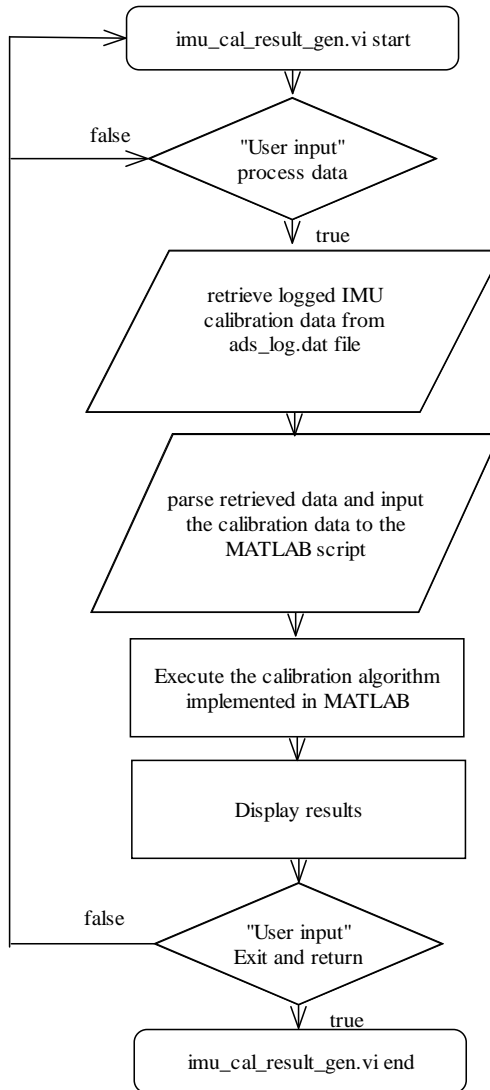 imu_cal_result_gen.vi start
false
"User input"
process data
true
retrieve logged IMU
calibration data from
ads_log.dat file
parse retrieved data and input
the calibration data to the
MATLAB script
Execute the calibration algorithm
implemented in MATLAB
Display results
false
"User input"
Exit and return
true
imu_cal_result_gen.vi end